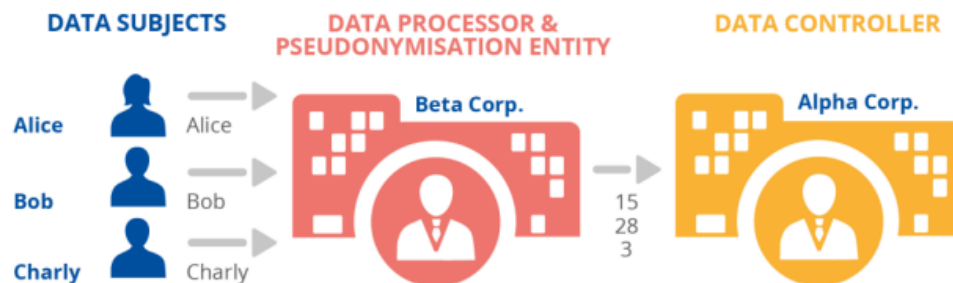 DATA SUBJECTS
DATA PROCESSOR &
PSEUDONYMISATION ENTITY
DATA CONTROLLER
Beta Corp.
Alpha Corp.
Alice
Alice
Bob
Bob
Charly
Charly
15
28
3